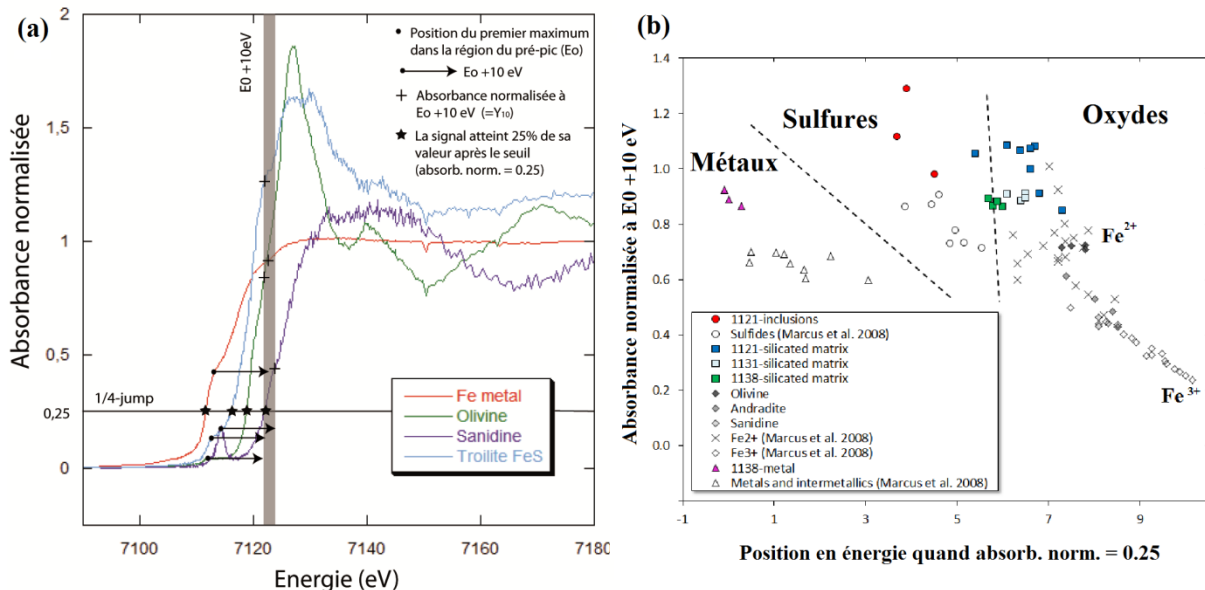 (a)
Absorbance normalisée
2
1.5
1
0,5
0,25
0
1/4-jump
E0 +10eV
Position du premier maximum
dans la région du pré-pic (Eo)
Eo +10 eV
Absorbance normalisée à
Eo +10 eV (=Y10)
La signal atteint 25% de sa
valeur après le seuil
(absorb. norm. = 0.25)
Fe metal
Olivine
Sanidine
Troilite FeS
7100
7120
7140
7160
7180
Energie (eV)
(b)
Absorbance normalisée à E0 +10 eV
1.4
1.2
1.0
0.8
0.6
0.4
0.2
0.0
Métaux
Sulfures
Oxydes
Fe2+
Fe3+
1121-inclusions
Sulfides (Marcus et al. 2008)
1121-silicated matrix
1131-silicated matrix
1138-silicated matrix
Olivine
Andradite
Sanidine
Fe2+ (Marcus et al. 2008)
Fe3+ (Marcus et al. 2008)
1138-metal
Metals and intermetallics (Marcus et al. 2008)
-1
1
3
5
7
9
Position en énergie quand absorb. norm. = 0.25